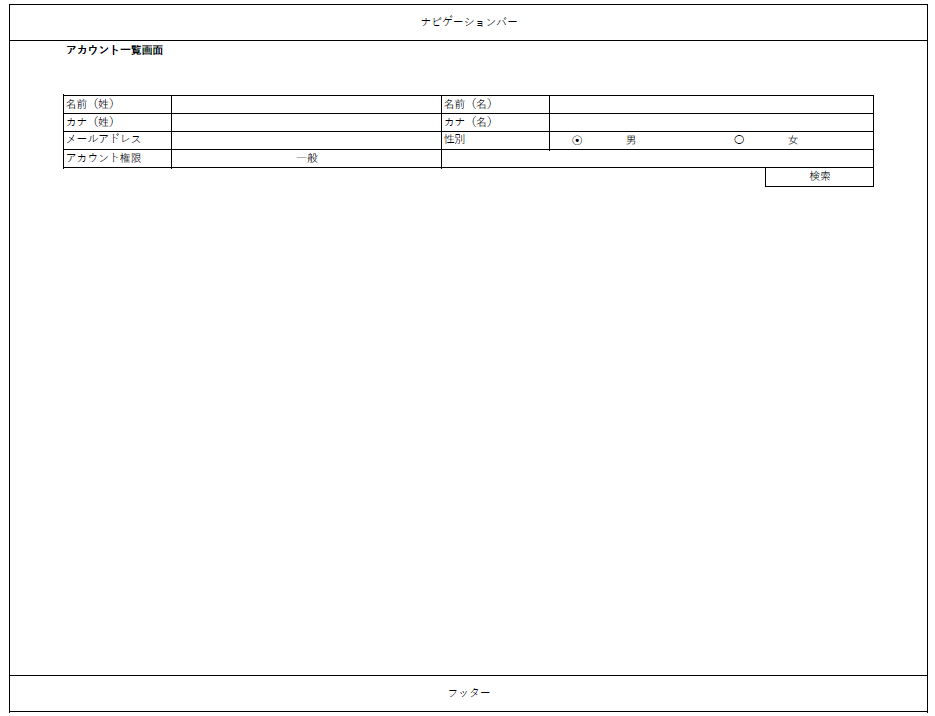 ナビゲーションバー
アカウント一覧画面
名前（姓） 名前（名）
カナ（姓） カナ（名）
メールアドレス 性別 男 女
アカウント権限 一般
検索
フッター